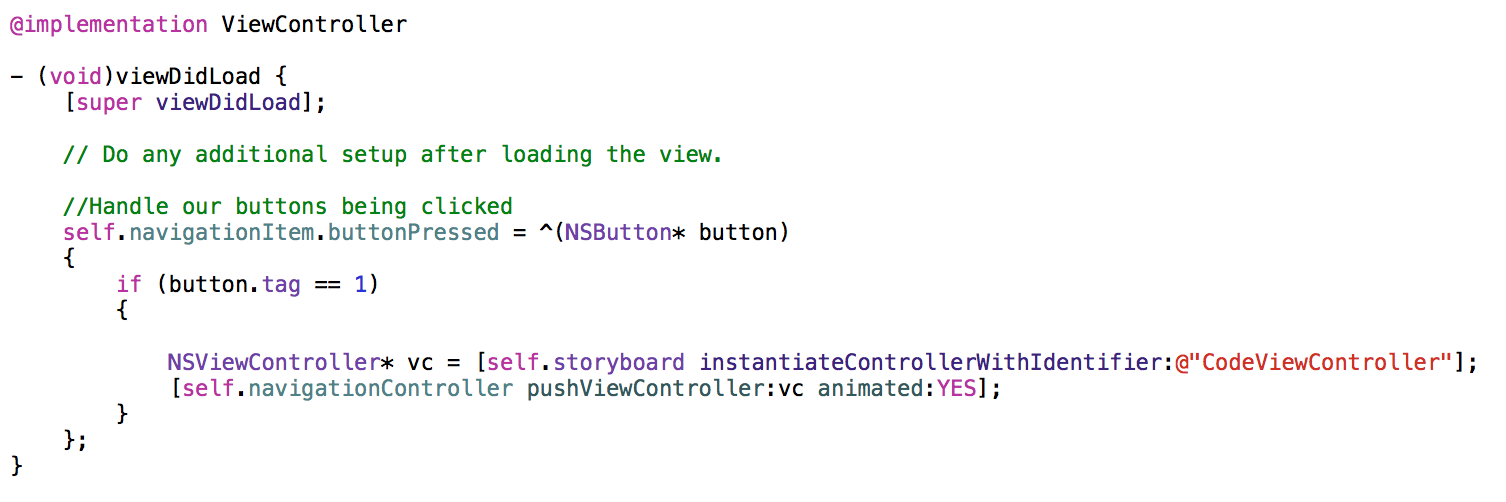 @implementation ViewController
- (void)viewDidLoad {
[super viewDidLoad];
// Do any additional setup after loading the view.
//Handle our buttons being clicked
self.navigationItem.buttonPressed = ^(NSButton* button)
{
if (button.tag == 1)
{
NSViewController* vc = [self.storyboard instantiateControllerWithIdentifier:@"CodeViewController"];
[self.navigationController pushViewController:vc animated:YES];
}
};
}